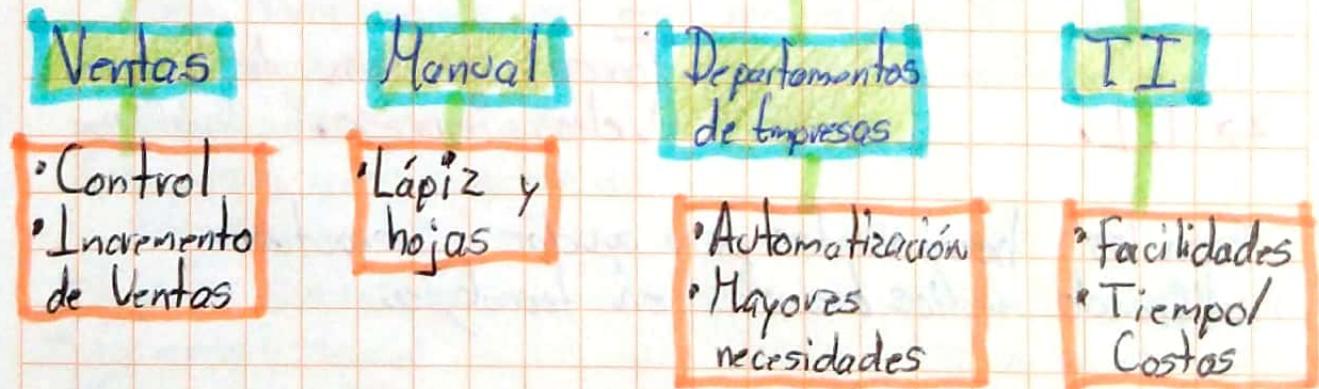 Ventas
• Control
• Incremento
de Ventas
Manual
• Lápiz y
hojas
Departamentos
de Empresas
• Automatización
• Mayores
necesidades
TI
• Facilidades
• Tiempo/
Costos